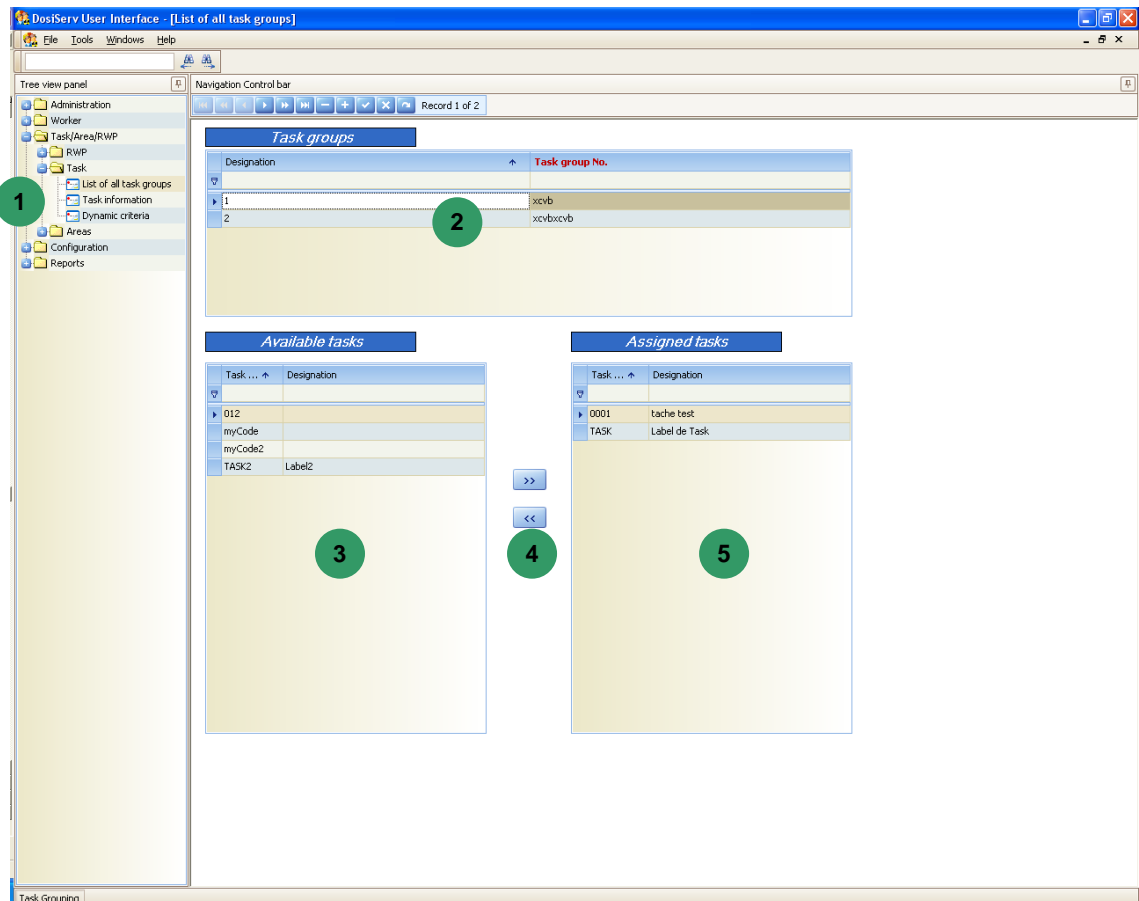 DosiServ User Interface - [List of all task groups]
File Tools Windows Help
Tree view panel
Navigation Control bar
Administration
Worker
Task/Area/RWP
RWP
Task
List of all task groups
Task information
Dynamic criteria
Areas
Configuration
Reports
1
Record 1 of 2
Task groups
Designation Task group No.
1 xcvb
2 xcvbxcvb
2
Available tasks
Task ... Designation
012
myCode
myCode2
TASK2 Label2
3
>>
<<
4
Assigned tasks
Task ... Designation
0001 tache test
TASK Label de Task
5
Task Grouping